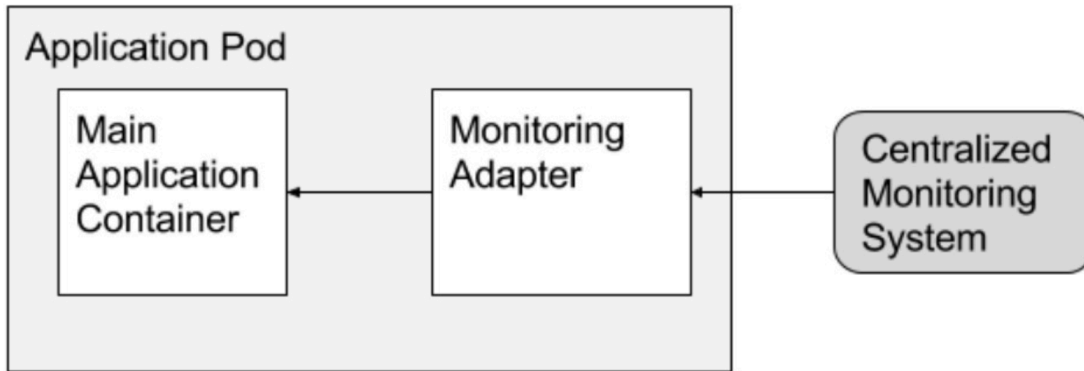 Application Pod
Main
Application
Container
Monitoring
Adapter
Centralized
Monitoring
System